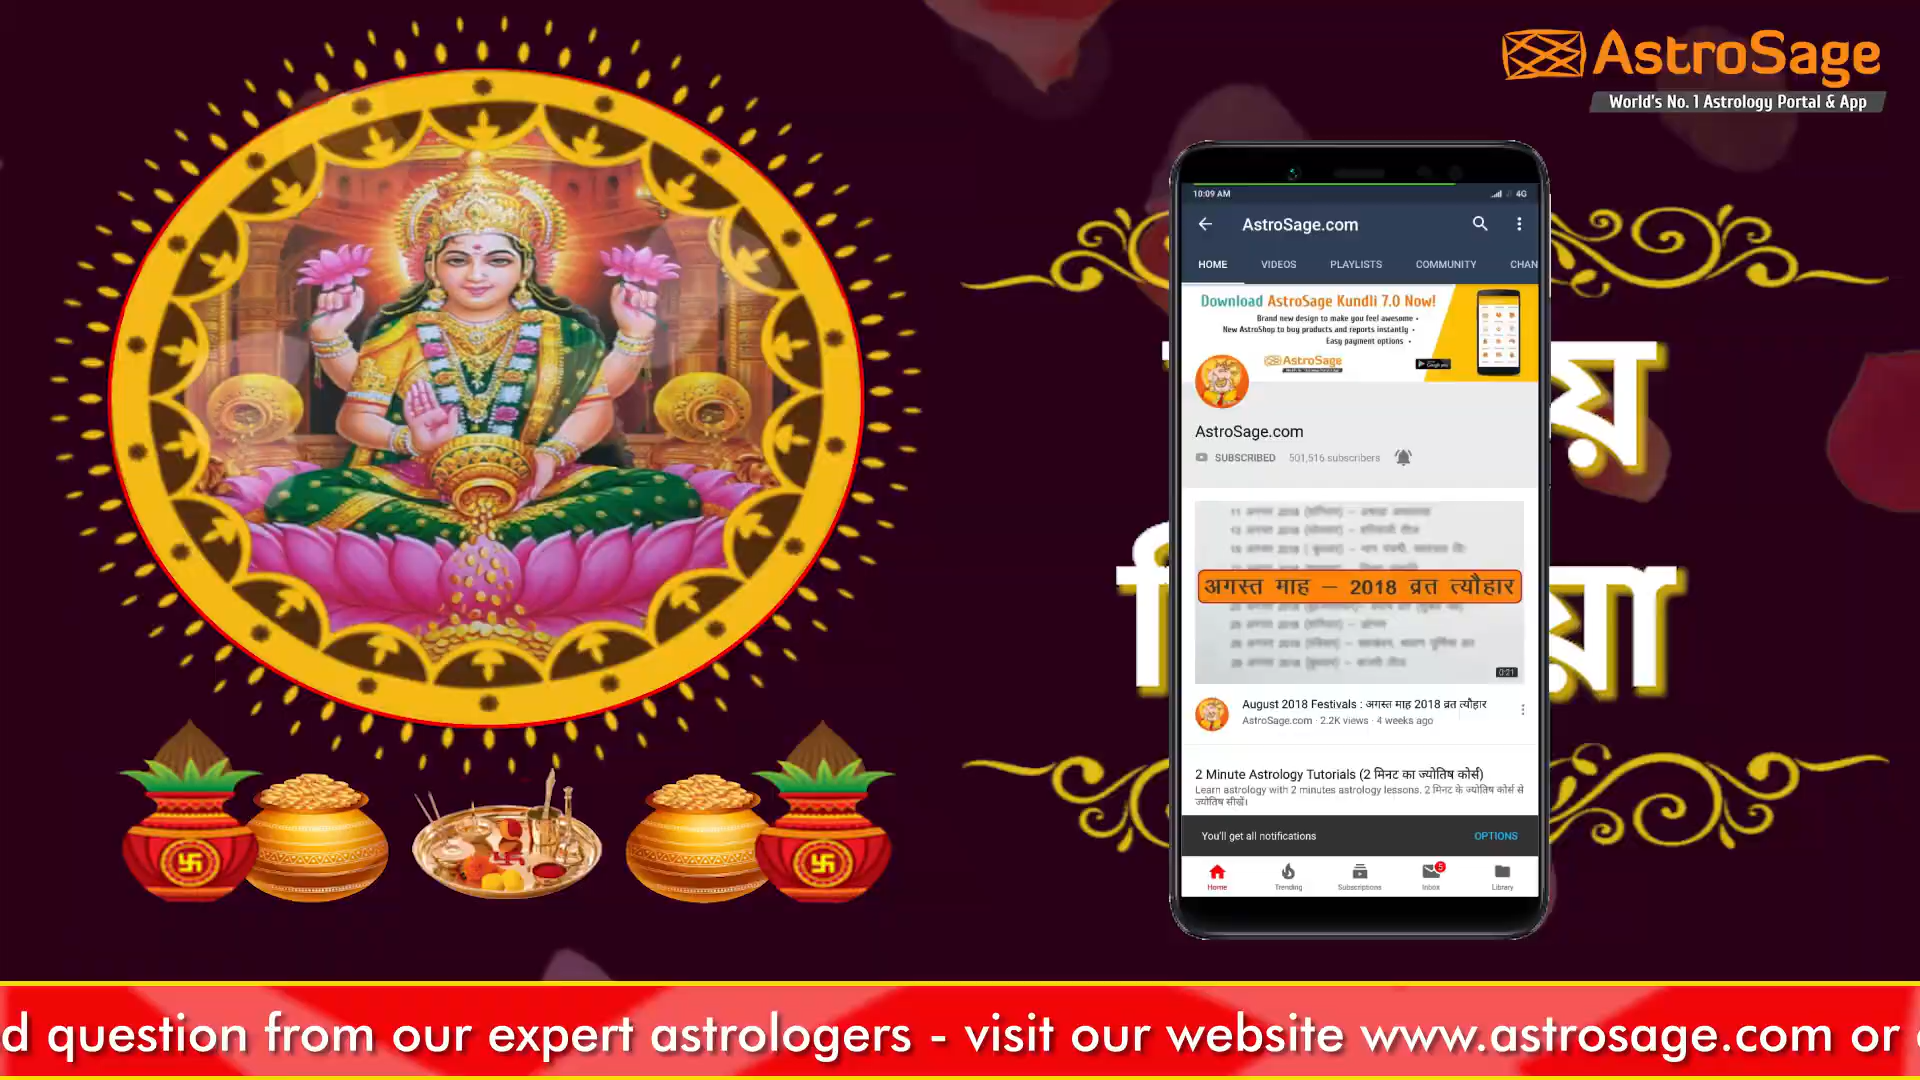 AstroSage
World's No. 1 Astrology Portal & App
10:09 AM
4G
AstroSage.com
HOME VIDEOS PLAYLISTS COMMUNITY CHAN
Download AstroSage Kundli 7.0 Now!
Brand new design to make you feel awesome •
New AstroShop to buy products and reports instantly •
Easy payment options •
AstroSage
AstroSage.com
SUBSCRIBED 501,516 subscribers
अगस्त माह – 2018 व्रत त्यौहार
0:21
August 2018 Festivals : अगस्त माह 2018 व्रत त्यौहार
AstroSage.com · 2.2K views · 4 weeks ago
2 Minute Astrology Tutorials (2 मिनट का ज्योतिष कोर्स)
Learn astrology with 2 minutes astrology lessons. 2 मिनट के ज्योतिष कोर्स से
ज्योतिष सीखें।
You'll get all notifications OPTIONS
5
Home Trending Subscriptions Inbox Library
d question from our expert astrologers - visit our website www.astrosage.com or